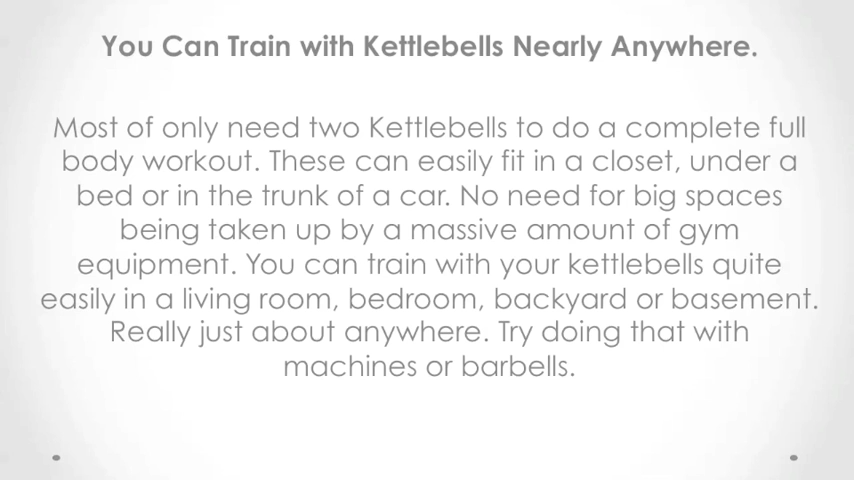 You Can Train with Kettlebells Nearly Anywhere.
Most of only need two Kettlebells to do a complete full
body workout. These can easily fit in a closet, under a
bed or in the trunk of a car. No need for big spaces
being taken up by a massive amount of gym
equipment. You can train with your kettlebells quite
easily in a living room, bedroom, backyard or basement.
Really just about anywhere. Try doing that with
machines or barbells.